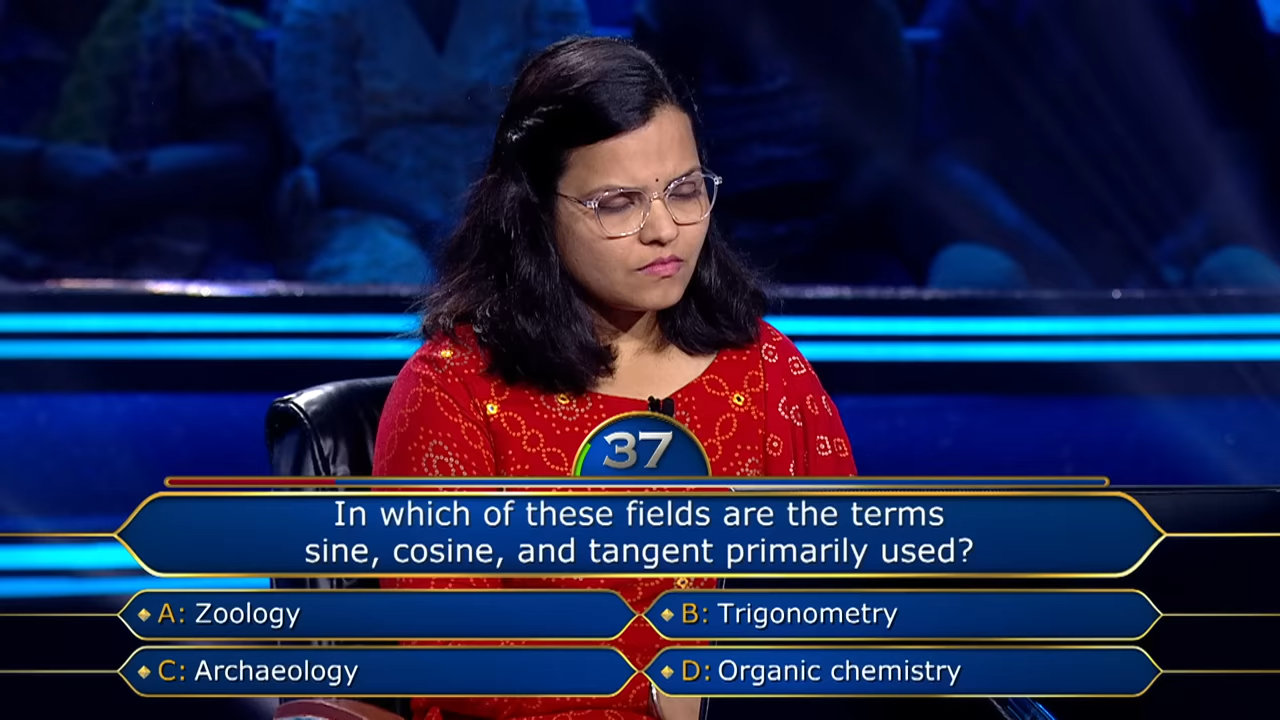 37
In which of these fields are the terms
sine, cosine, and tangent primarily used?
A: Zoology
B: Trigonometry
C: Archaeology
D: Organic chemistry